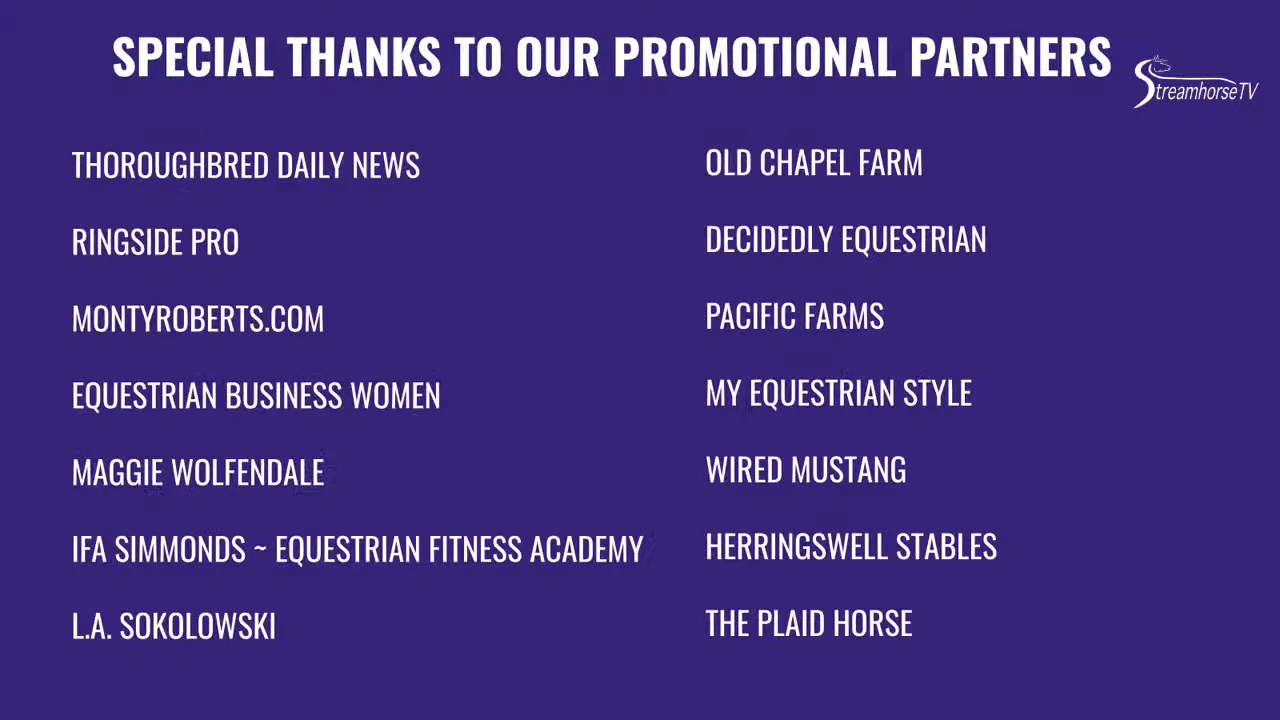 SPECIAL THANKS TO OUR PROMOTIONAL PARTNERS
StreamhorseTV
THOROUGHBRED DAILY NEWS
RINGSIDE PRO
MONTYROBERTS.COM
EQUESTRIAN BUSINESS WOMEN
MAGGIE WOLFENDALE
IFA SIMMONDS ~ EQUESTRIAN FITNESS ACADEMY
L.A. SOKOLOWSKI
OLD CHAPEL FARM
DECIDEDLY EQUESTRIAN
PACIFIC FARMS
MY EQUESTRIAN STYLE
WIRED MUSTANG
HERRINGSWELL STABLES
THE PLAID HORSE